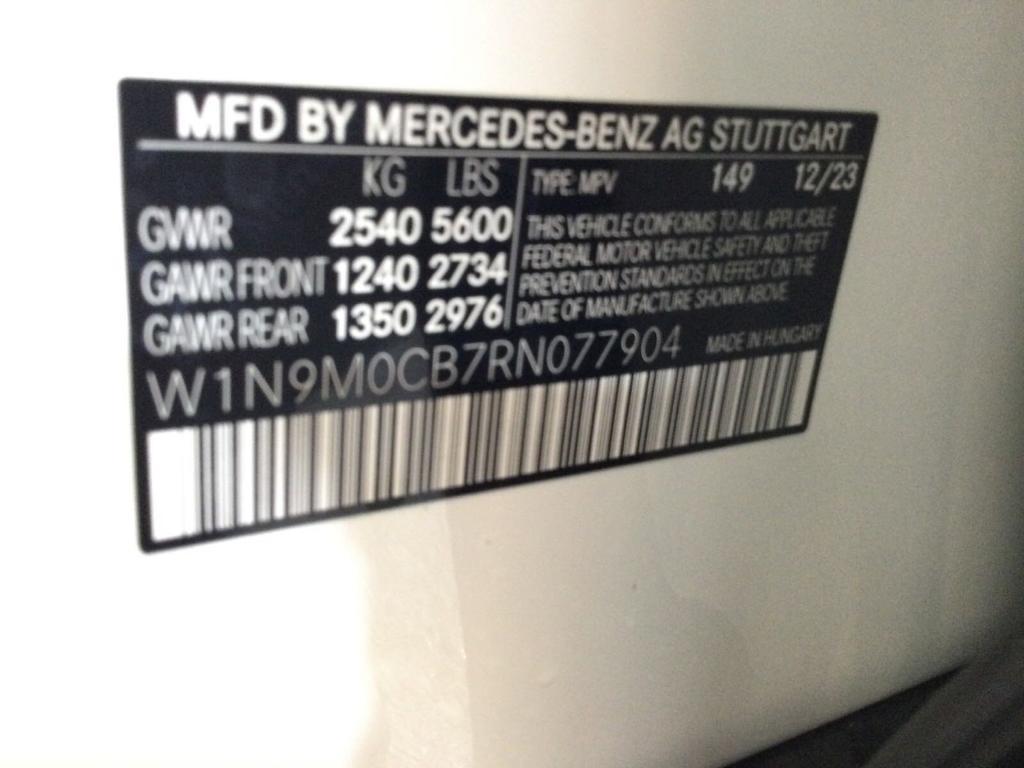 MFD BY MERCEDES-BENZ AG STUTTGART
KG LBS
GVWR 2540 5600
GAWR FRONT 1240 2734
GAWR REAR 1350 2976
TYPE: MPV 149 12/23
THIS VEHICLE CONFORMS TO ALL APPLICABLE
FEDERAL MOTOR VEHICLE SAFETY AND THEFT
PREVENTION STANDARDS IN EFFECT ON THE
DATE OF MANUFACTURE SHOWN ABOVE.
W1N9M0CB7RN077904
MADE IN HUNGARY